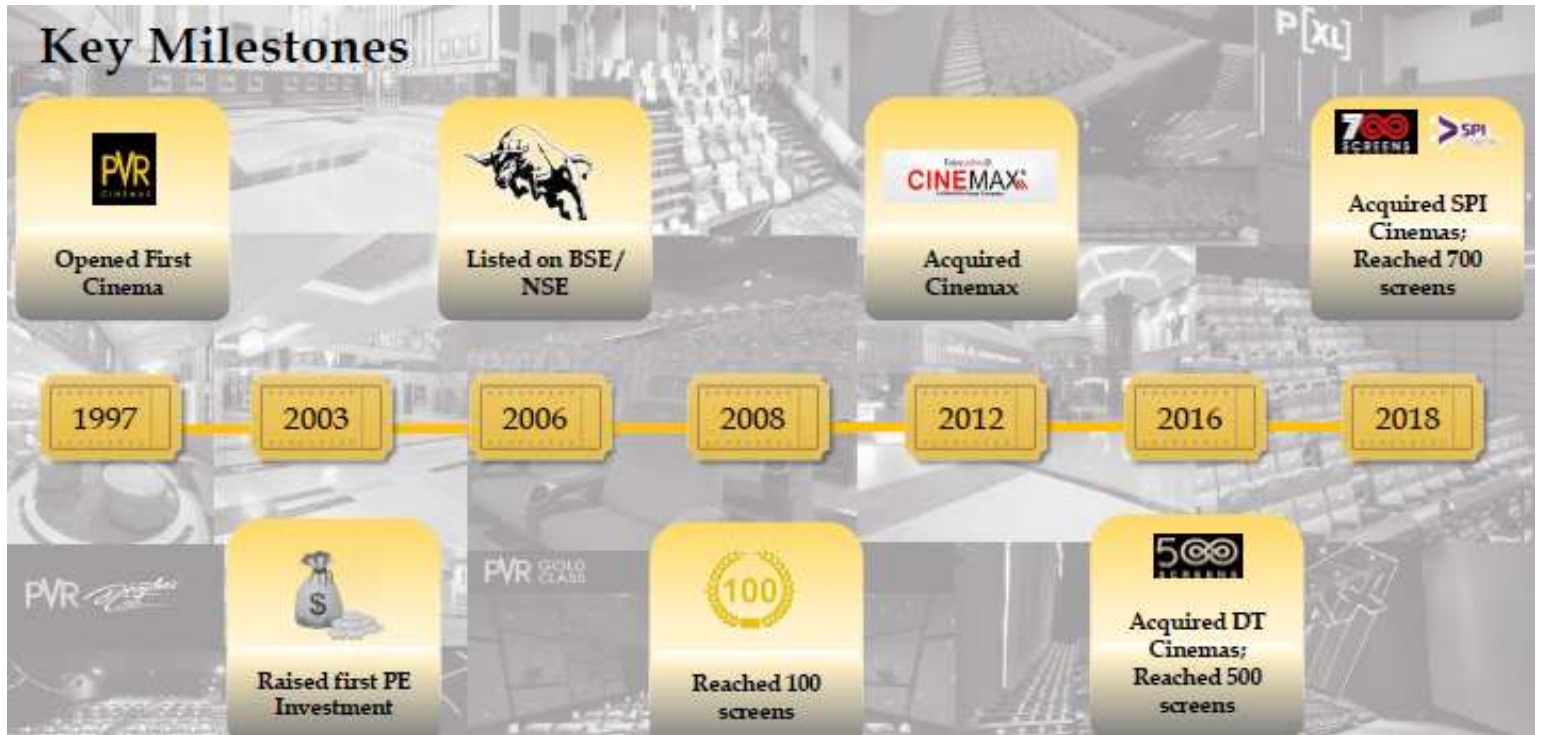 Key Milestones
P[XL]
PVR
CINEMAS
Opened First
Cinema
Listed on BSE/
NSE
CINEMAX
Acquired
Cinemax
700
SCREENS
SPI
Acquired SPI
Cinemas;
Reached 700
screens
1997
2003
2006
2008
2012
2016
2018
PVR
$
Raised first PE
Investment
PVR GOLD
CLASS
100
Reached 100
screens
500
SCREENS
Acquired DT
Cinemas;
Reached 500
screens